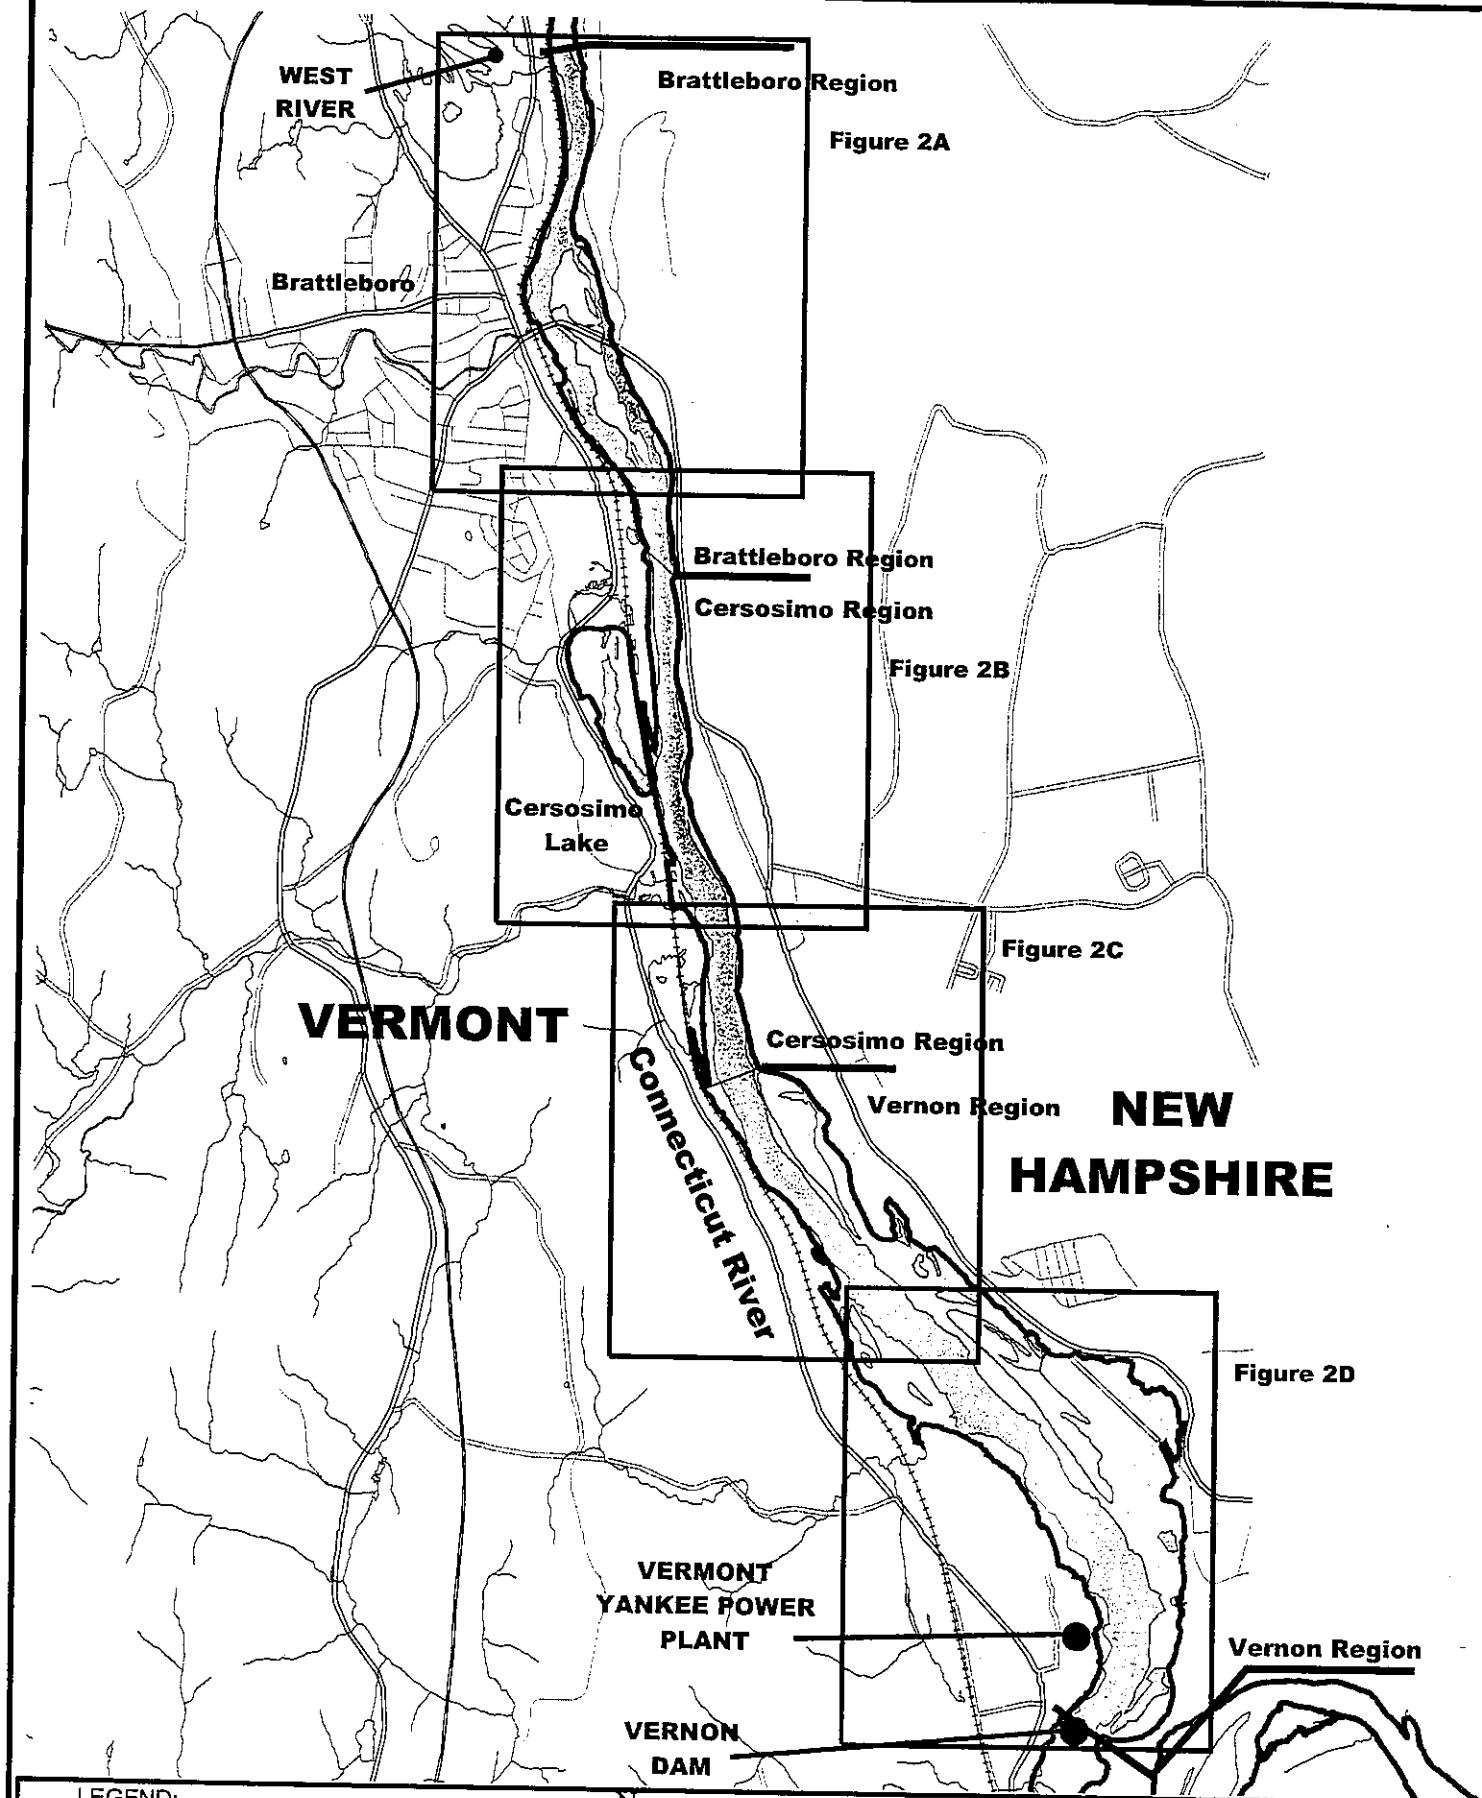 WEST
RIVER
Brattleboro Region
Figure 2A
Brattleboro
Brattleboro Region
Cersosimo Region
Figure 2B
Cersosimo
Lake
Figure 2C
VERMONT
Cersosimo Region
Connecticut River
Vernon Region
NEW
HAMPSHIRE
Figure 2D
VERMONT
YANKEE POWER
PLANT
Vernon Region
VERNON
DAM
LEGEND: